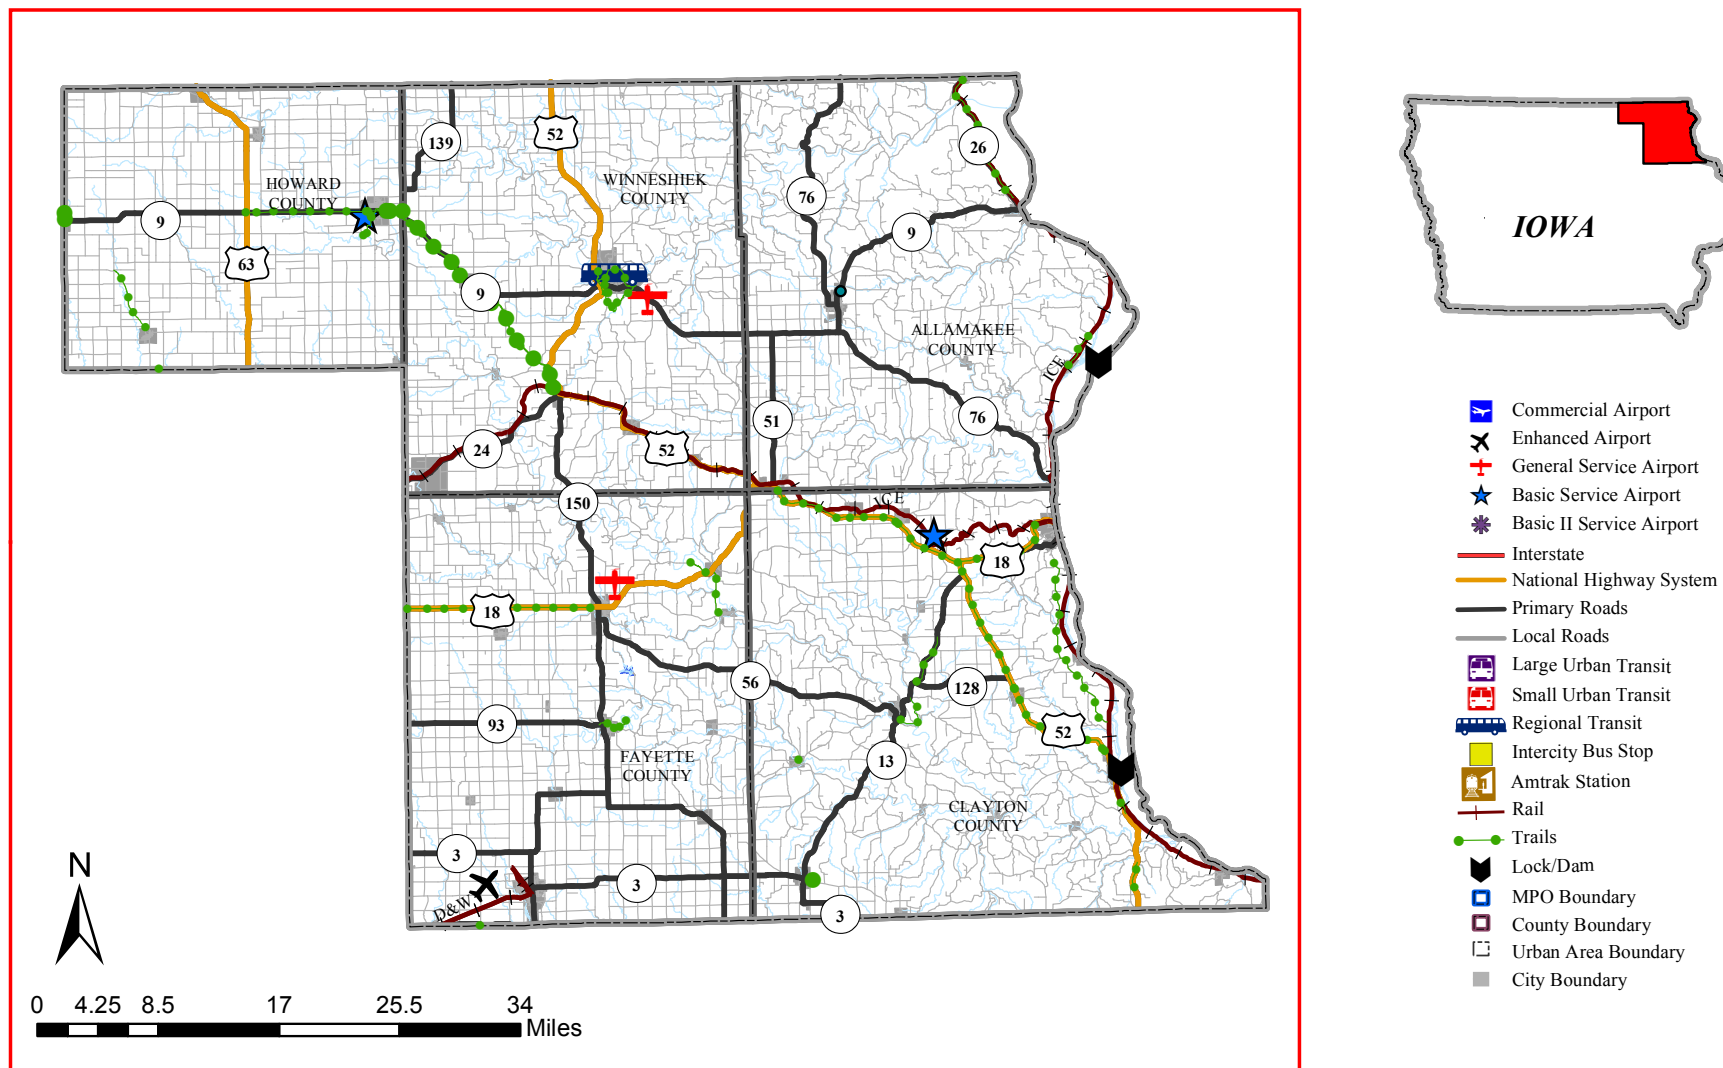 52
139
26
HOWARD
COUNTY
WINNESHIEK
COUNTY
76
9
9
63
9
IOWA
ALLAMAKEE
COUNTY
ICE
51
76
24
52
150
ICE
18
18
56
128
93
52
FAYETTE
COUNTY
13
CLAYTON
COUNTY
3
3
D&W
3
N
0 4.25 8.5 17 25.5 34
Miles
Commercial Airport
Enhanced Airport
General Service Airport
Basic Service Airport
Basic II Service Airport
Interstate
National Highway System
Primary Roads
Local Roads
Large Urban Transit
Small Urban Transit
Regional Transit
Intercity Bus Stop
Amtrak Station
Rail
Trails
Lock/Dam
MPO Boundary
County Boundary
Urban Area Boundary
City Boundary